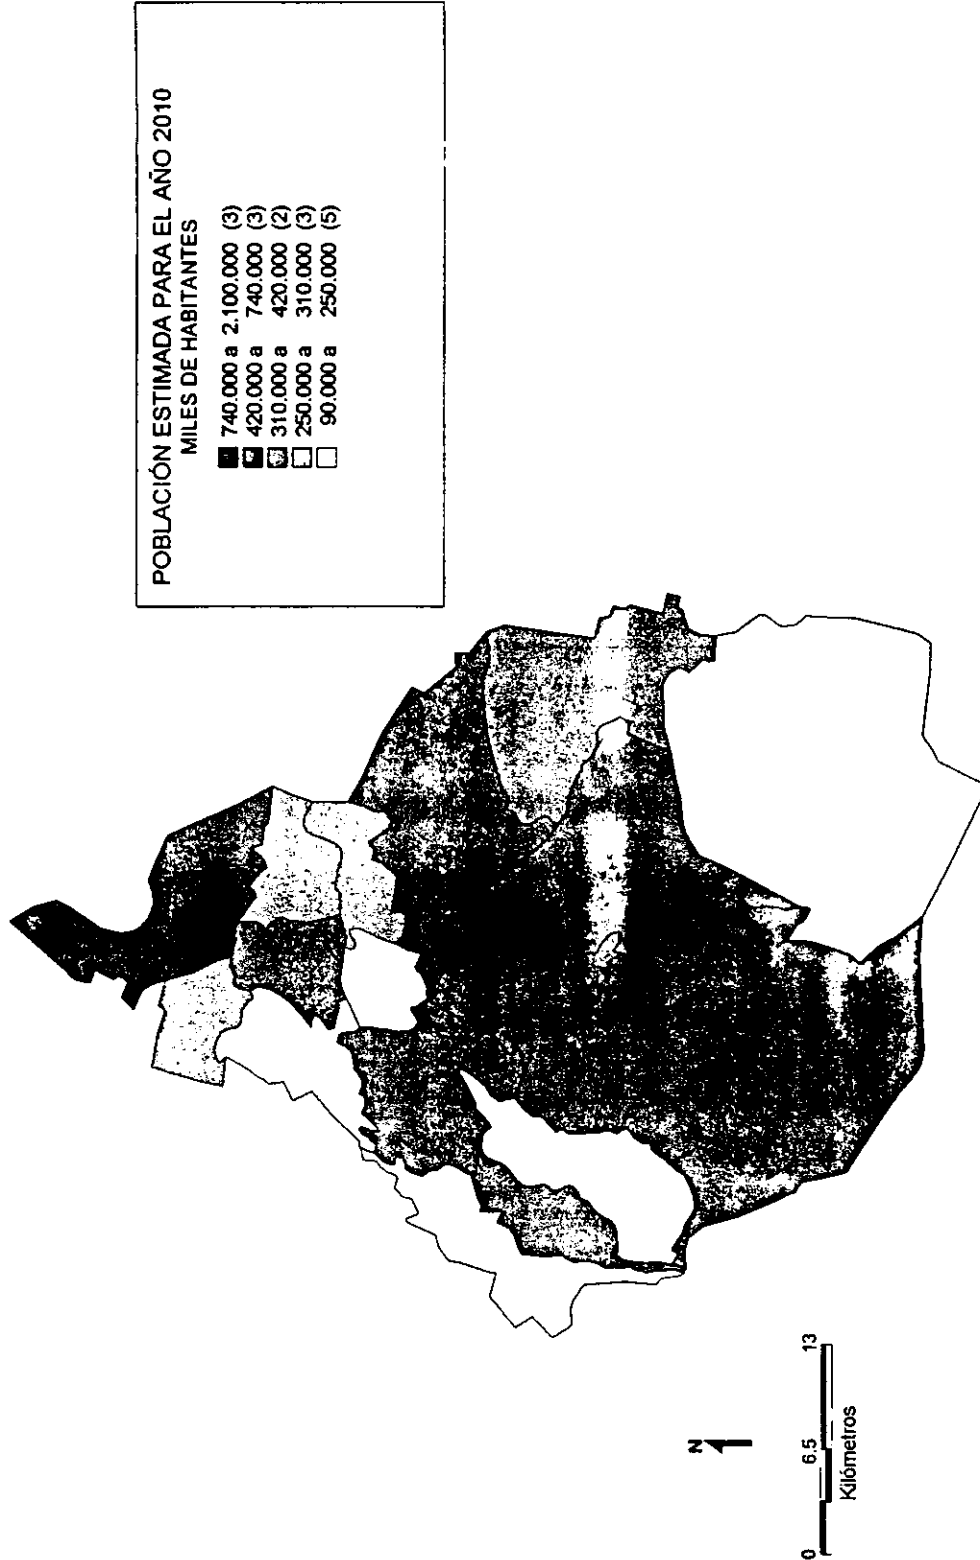 POBLACIÓN ESTIMADA PARA EL AÑO 2010
MILES DE HABITANTES
740.000 a 2.100.000 (3)
420.000 a 740.000 (3)
310.000 a 420.000 (2)
250.000 a 310.000 (3)
90.000 a 250.000 (5)
N
0 6.5 13
Kilómetros